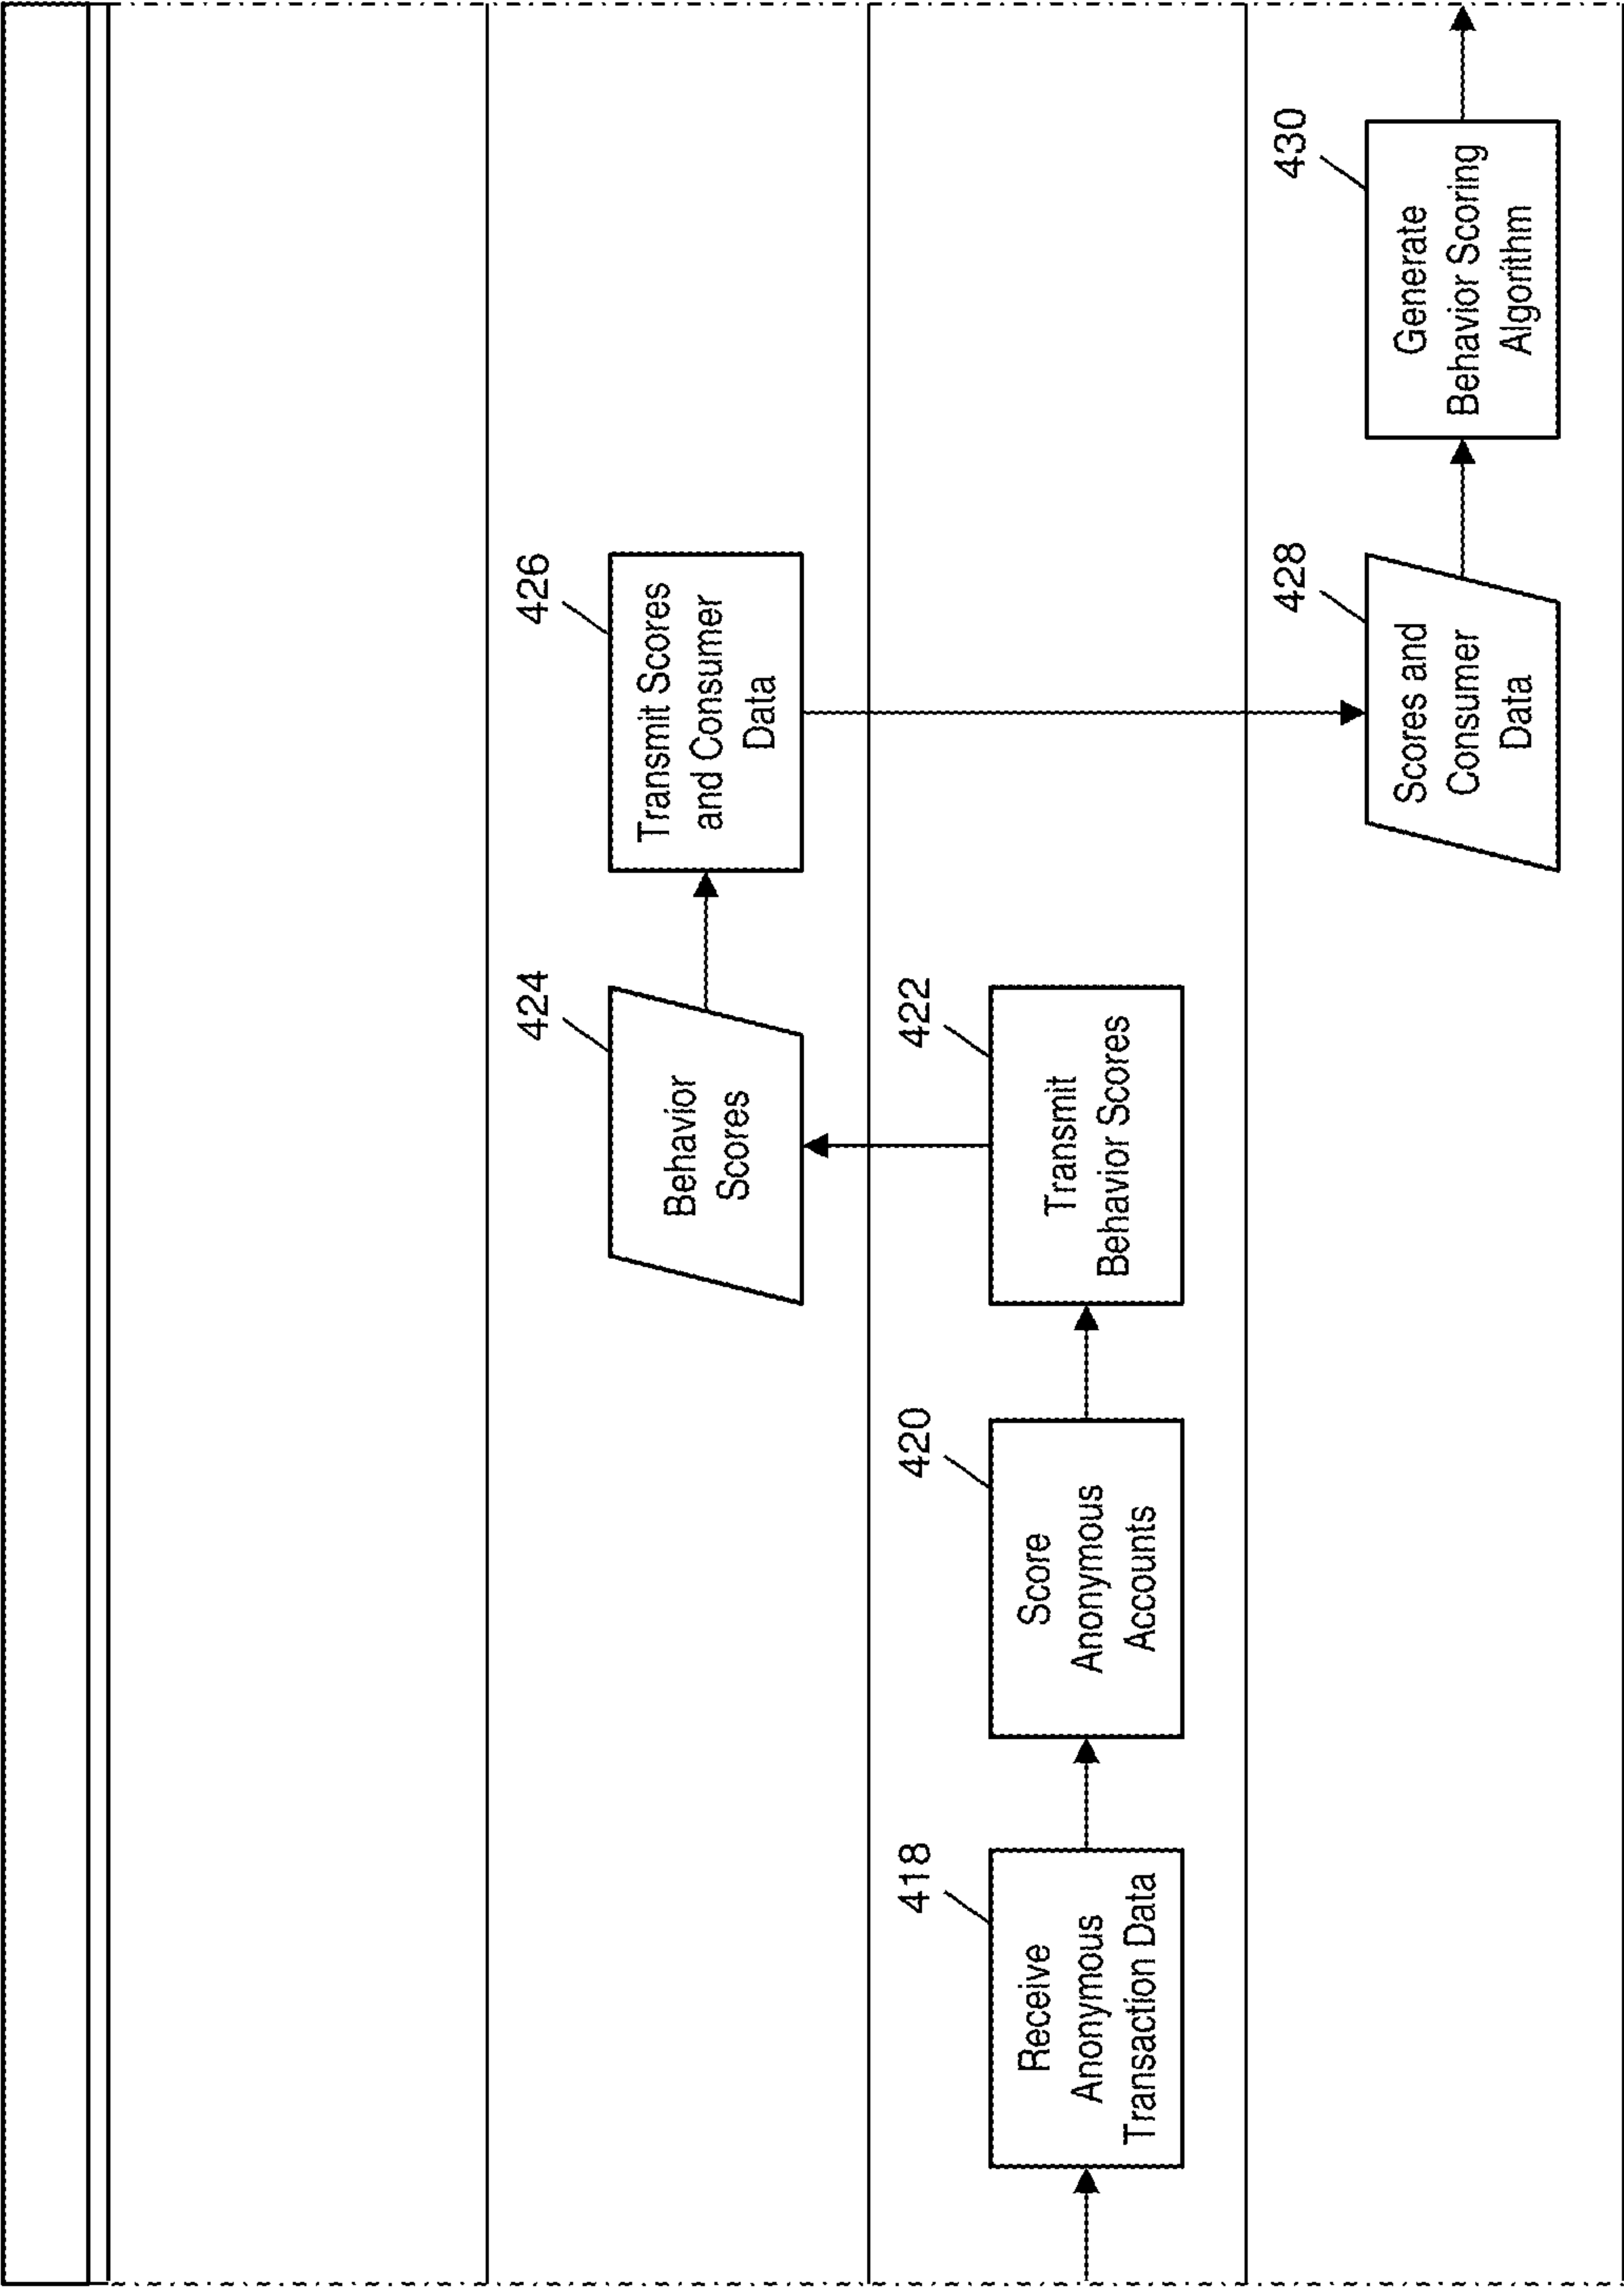 424
Behavior
Scores
426
Transmit Scores
and Consumer
Data
418
Receive
Anonymous
Transaction Data
420
Score
Anonymous
Accounts
422
Transmit
Behavior Scores
428
Scores and
Consumer
Data
430
Generate
Behavior Scoring
Algorithm